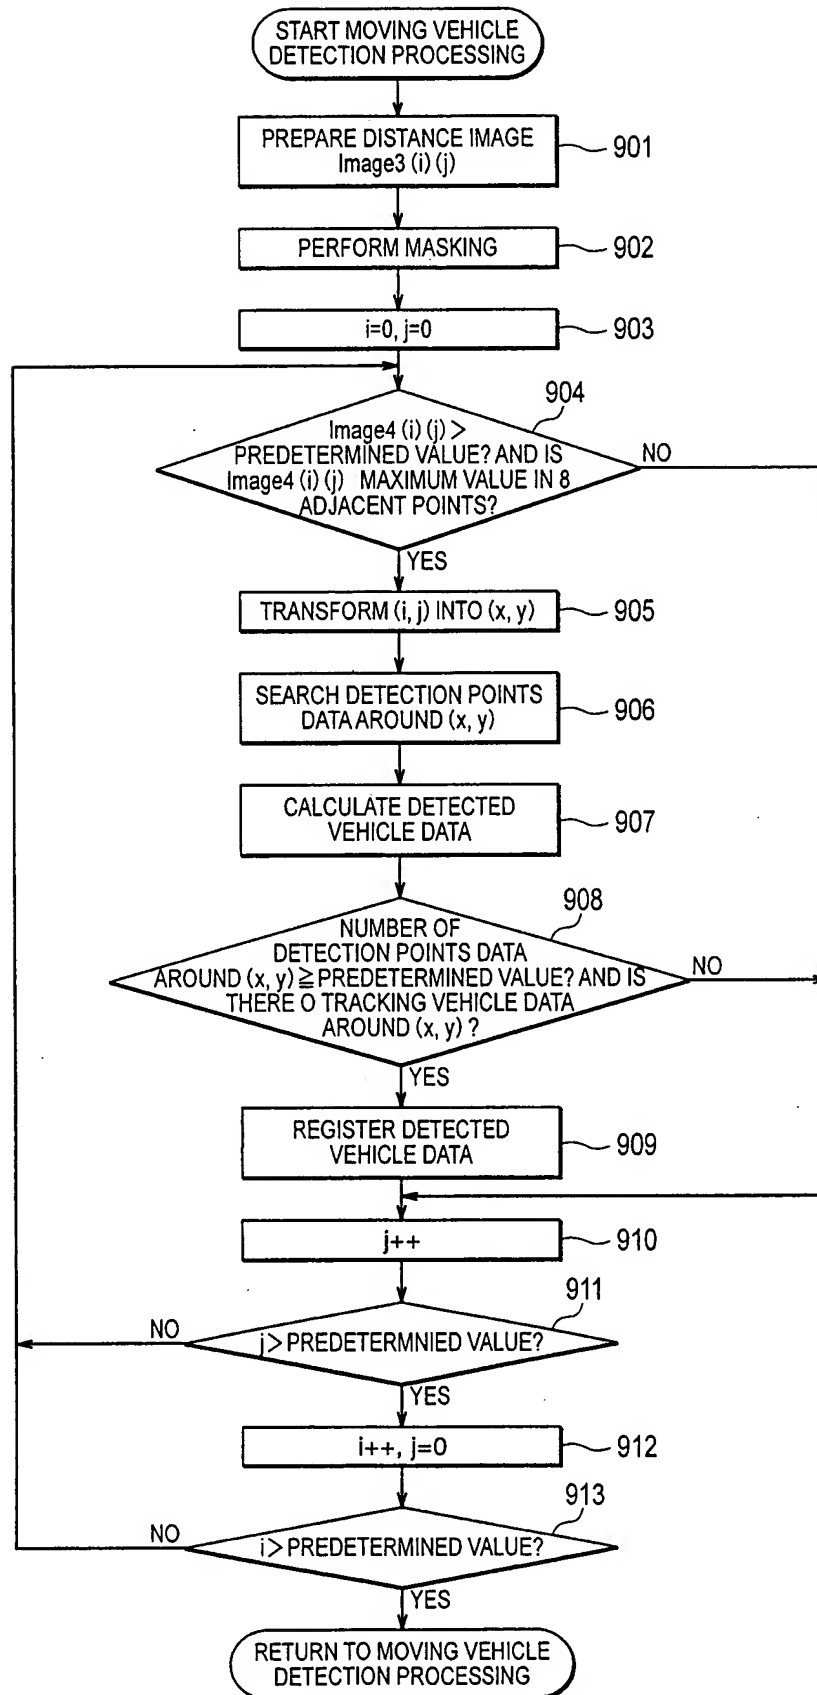 START MOVING VEHICLE
DETECTION PROCESSING
PREPARE DISTANCE IMAGE
Image3 (i) (j)
901
PERFORM MASKING
902
i=0, j=0
903
904
Image4 (i) (j) >
PREDETERMINED VALUE? AND IS
Image4 (i) (j) MAXIMUM VALUE IN 8
ADJACENT POINTS?
NO
YES
TRANSFORM (i, j) INTO (x, y)
905
SEARCH DETECTION POINTS
DATA AROUND (x, y)
906
CALCULATE DETECTED
VEHICLE DATA
907
908
NUMBER OF
DETECTION POINTS DATA
AROUND (x, y) ≧ PREDETERMINED VALUE? AND IS
THERE O TRACKING VEHICLE DATA
AROUND (x, y) ?
NO
YES
REGISTER DETECTED
VEHICLE DATA
909
j++
910
911
NO
j > PREDETERMNIED VALUE?
YES
i++, j=0
912
913
NO
i > PREDETERMINED VALUE?
YES
RETURN TO MOVING VEHICLE
DETECTION PROCESSING